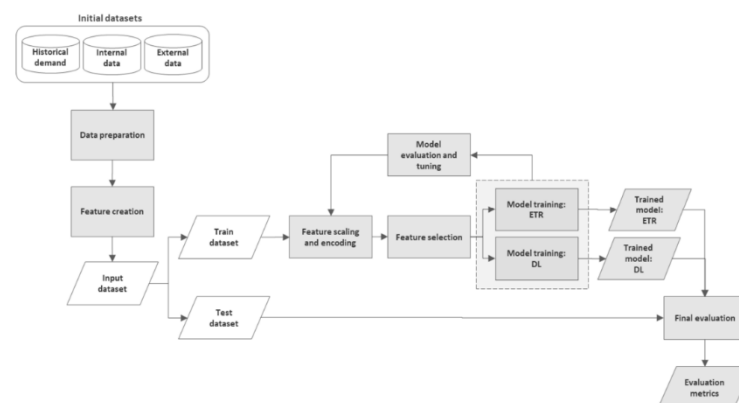 Initial datasets
Historical
demand
Internal
data
External
data
Data preparation
Feature creation
Input
dataset
Train
dataset
Test
dataset
Model
evaluation and
tuning
Feature scaling
and encoding
Feature selection
Model training:
ETR
Model training:
DL
Trained
model:
ETR
Trained
model:
DL
Final evaluation
Evaluation
metrics